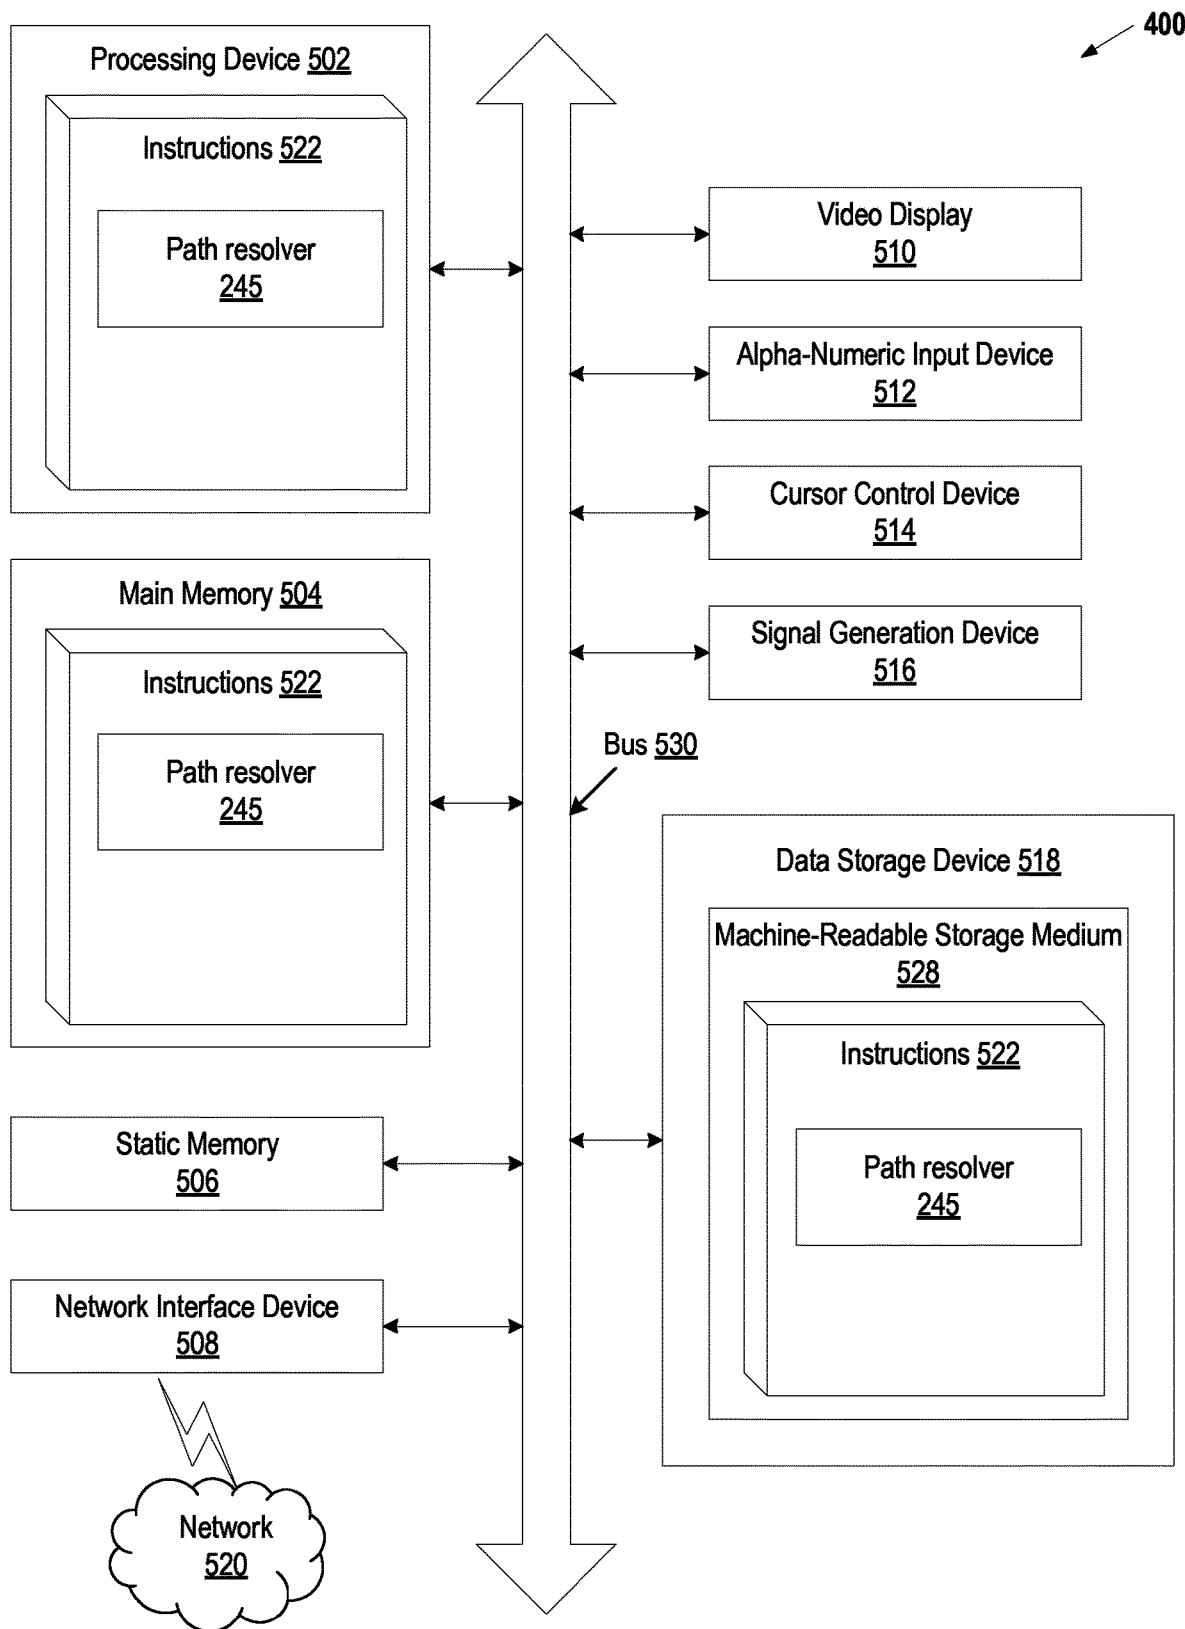 400
Processing Device 502
Instructions 522
Path resolver
245
Main Memory 504
Instructions 522
Path resolver
245
Static Memory
506
Network Interface Device
508
Network
520
Video Display
510
Alpha-Numeric Input Device
512
Cursor Control Device
514
Signal Generation Device
516
Bus 530
Data Storage Device 518
Machine-Readable Storage Medium
528
Instructions 522
Path resolver
245